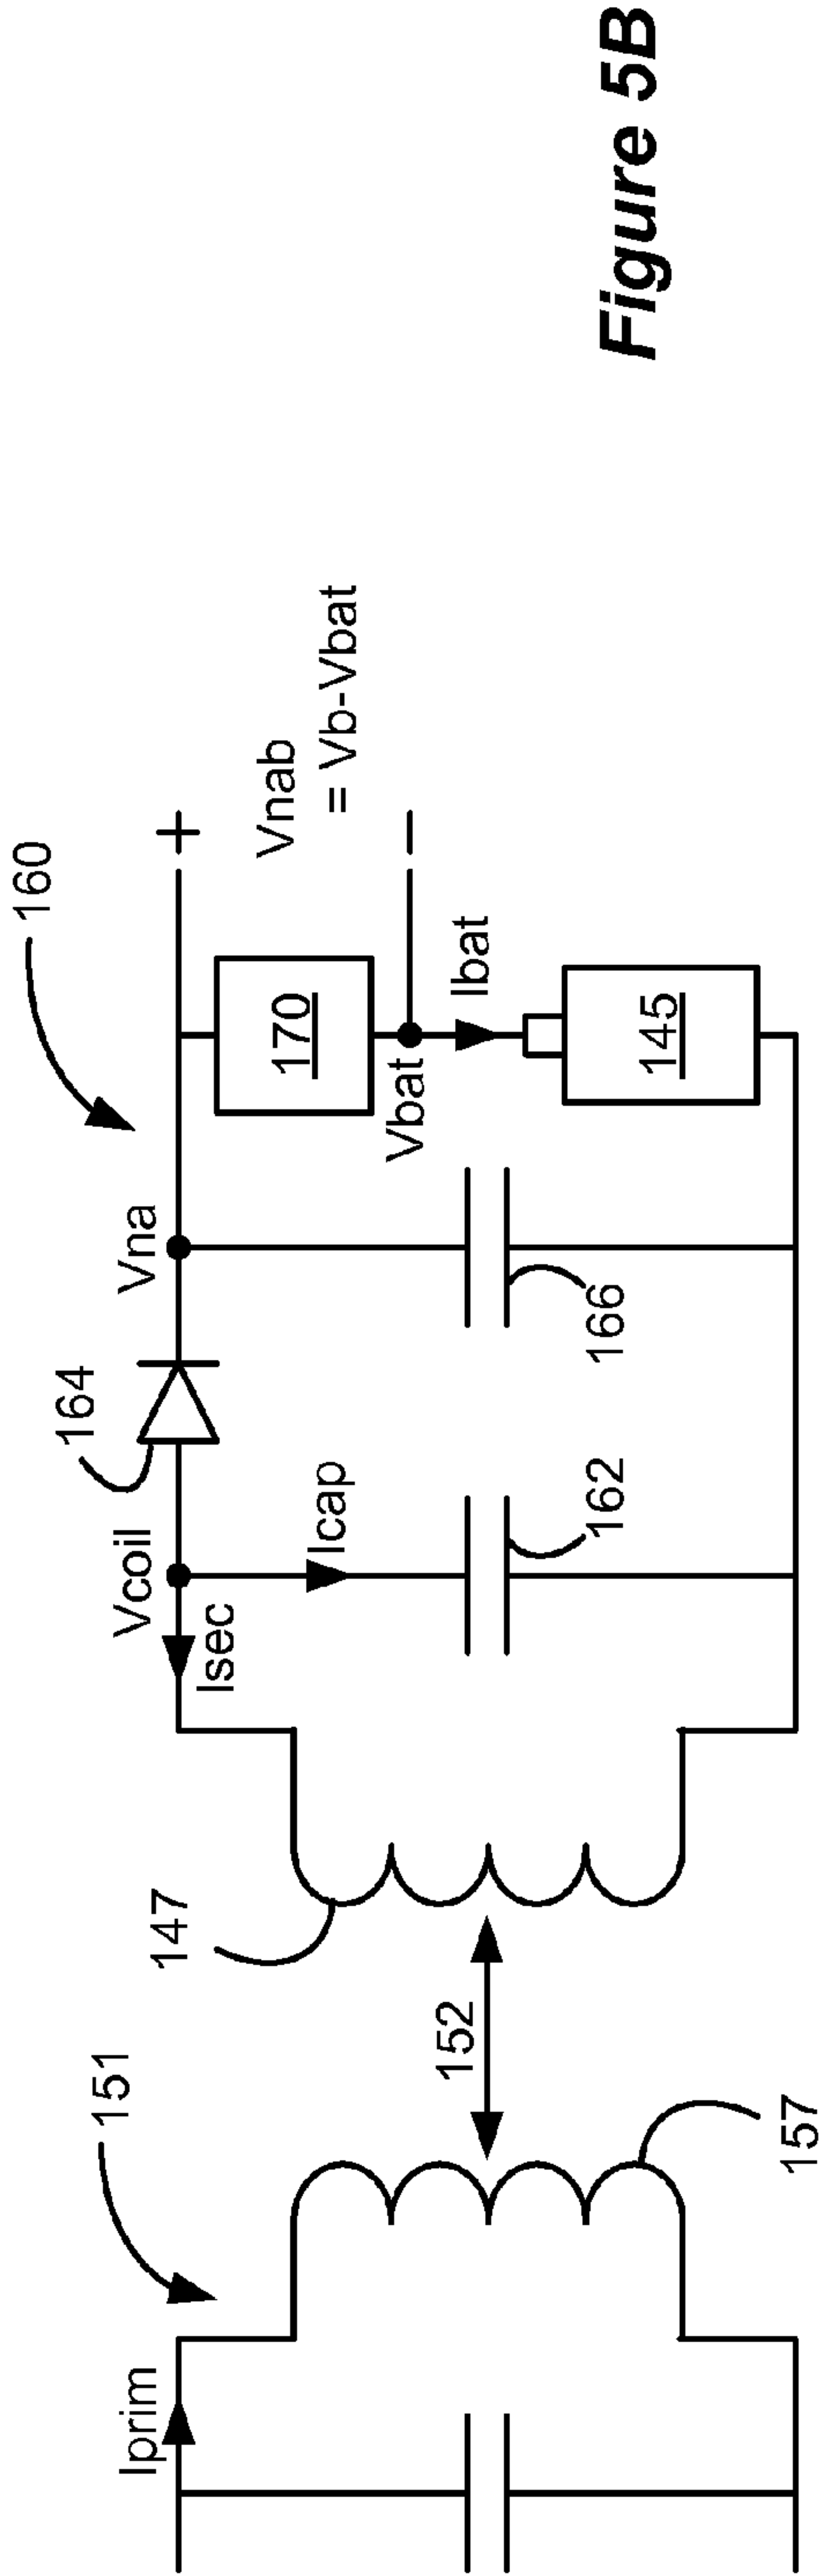 160
Vnab
= Vb-Vbat
+
−
164
Vna
Vcoil
Isec
Icap
162
166
170
Vbat
Ibat
145
147
152
151
Iprim
157
Figure 5B